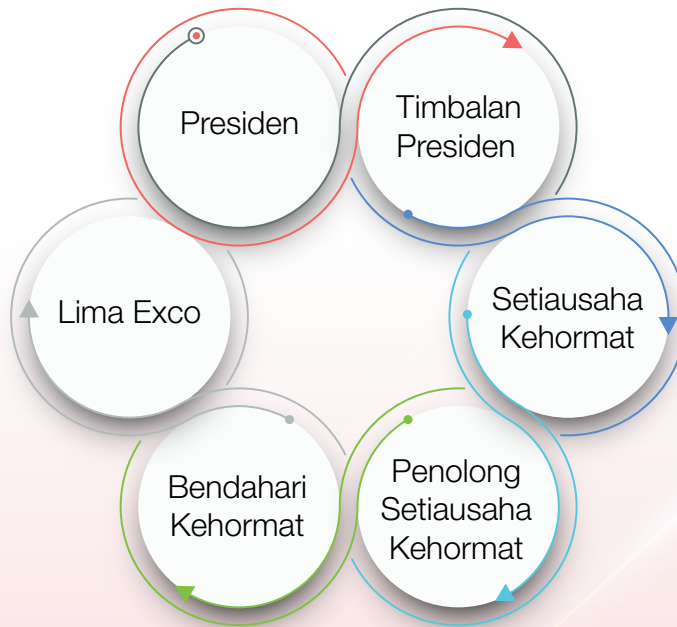 Presiden
Timbalan
Presiden
Setiausaha
Kehormat
Penolong
Setiausaha
Kehormat
Bendahari
Kehormat
Lima Exco